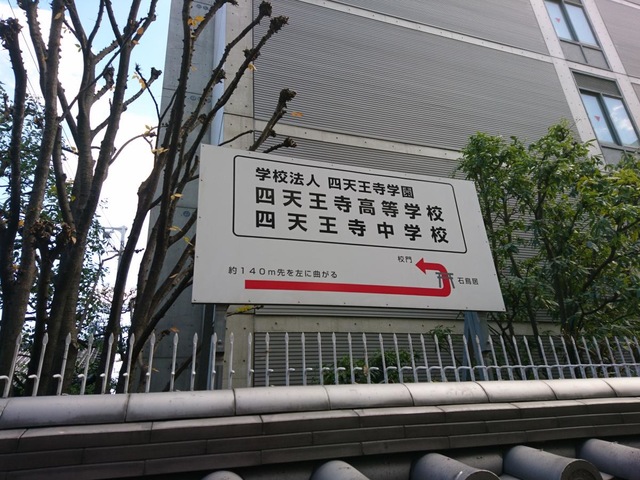 学校法人 四天王寺学園
四天王寺高等学校
四天王寺中学校
校門
約140m先を左に曲がる
石鳥居